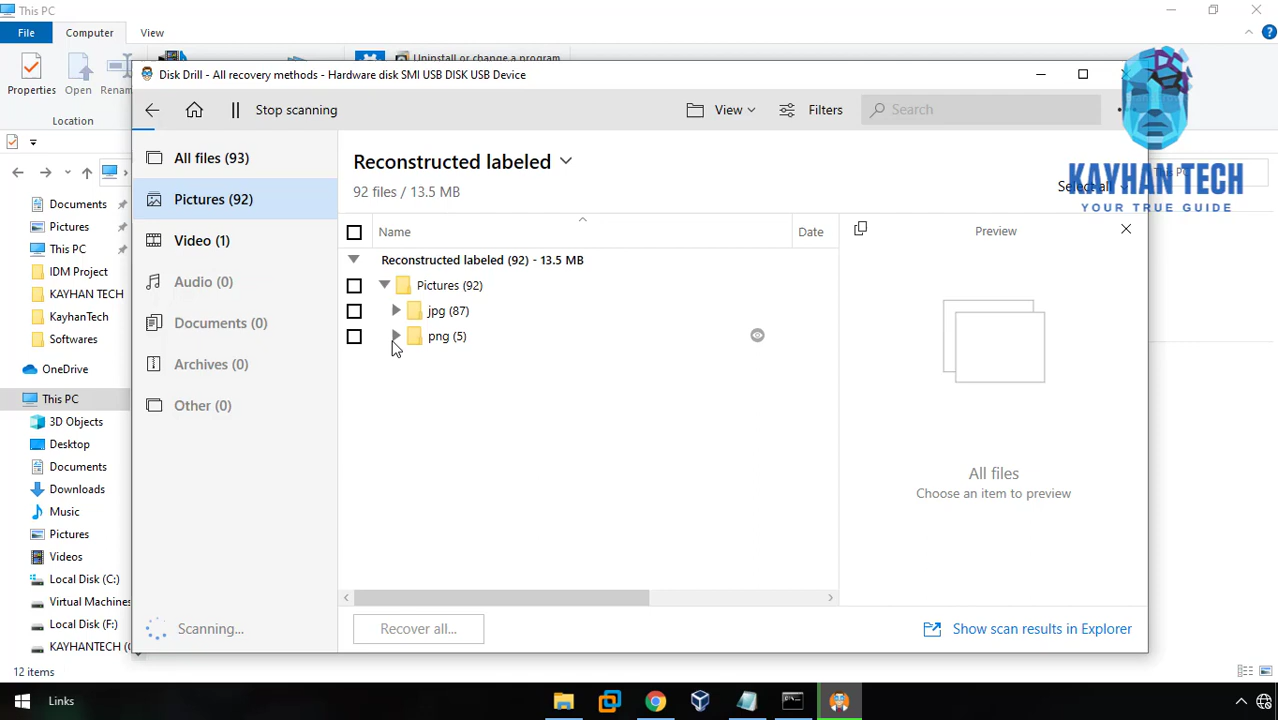 This PC
File
Computer
View
Uninstall or change a program
Properties
Open
Renam
Location
Disk Drill - All recovery methods - Hardware disk SMI USB DISK USB Device
Stop scanning
View
Filters
Search
KAYHAN TECH
YOUR TRUE GUIDE
This PC
Select all
All files (93)
Pictures (92)
Video (1)
Audio (0)
Documents (0)
Archives (0)
Other (0)
Scanning...
Reconstructed labeled
92 files / 13.5 MB
Name
Date
Reconstructed labeled (92) - 13.5 MB
Pictures (92)
jpg (87)
png (5)
Recover all...
Preview
All files
Choose an item to preview
Show scan results in Explorer
Documents
Pictures
This PC
IDM Project
KAYHAN TECH
KayhanTech
Softwares
OneDrive
This PC
3D Objects
Desktop
Documents
Downloads
Music
Pictures
Videos
Local Disk (C:)
Virtual Machines
Local Disk (F:)
KAYHANTECH (
12 items
Links